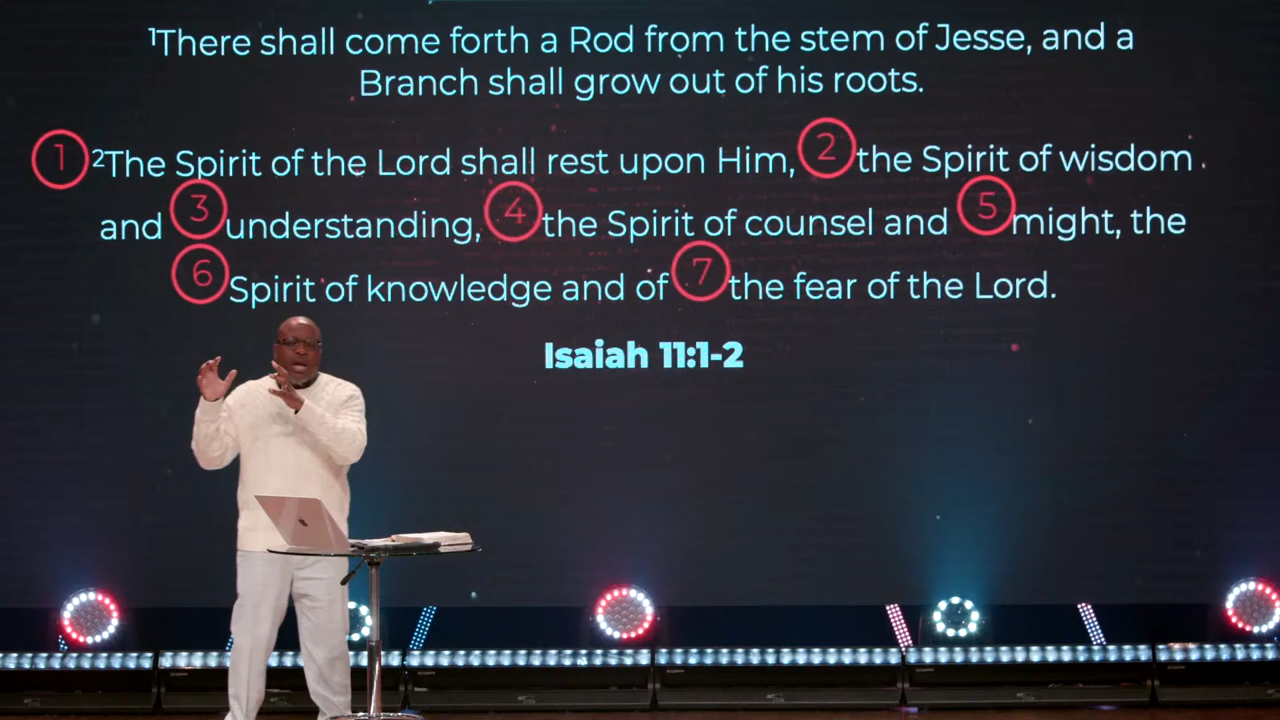 ¹There shall come forth a Rod from the stem of Jesse, and a
Branch shall grow out of his roots.
1 ²The Spirit of the Lord shall rest upon Him, 2 the Spirit of wisdom
and 3 understanding, 4 the Spirit of counsel and 5 might, the
6 Spirit of knowledge and of 7 the fear of the Lord.
Isaiah 11:1-2